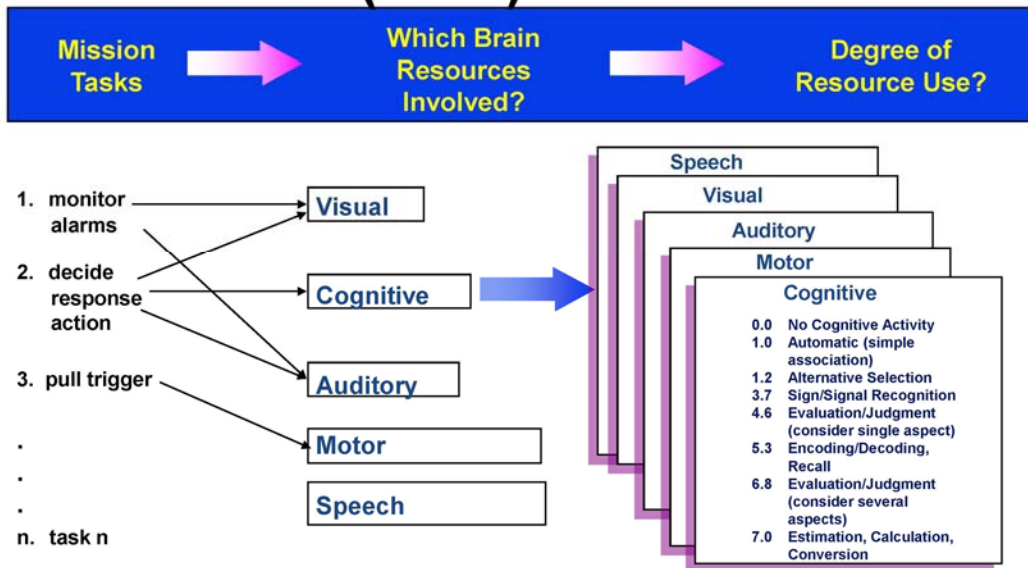 Mission
Tasks
Which Brain
Resources
Involved?
Degree of
Resource Use?
1. monitor
alarms
2. decide
response
action
3. pull trigger
.
.
.
n. task n
Visual
Cognitive
Auditory
Motor
Speech
Speech
Visual
Auditory
Motor
Cognitive
0.0 No Cognitive Activity
1.0 Automatic (simple
association)
1.2 Alternative Selection
3.7 Sign/Signal Recognition
4.6 Evaluation/Judgment
(consider single aspect)
5.3 Encoding/Decoding,
Recall
6.8 Evaluation/Judgment
(consider several
aspects)
7.0 Estimation, Calculation,
Conversion